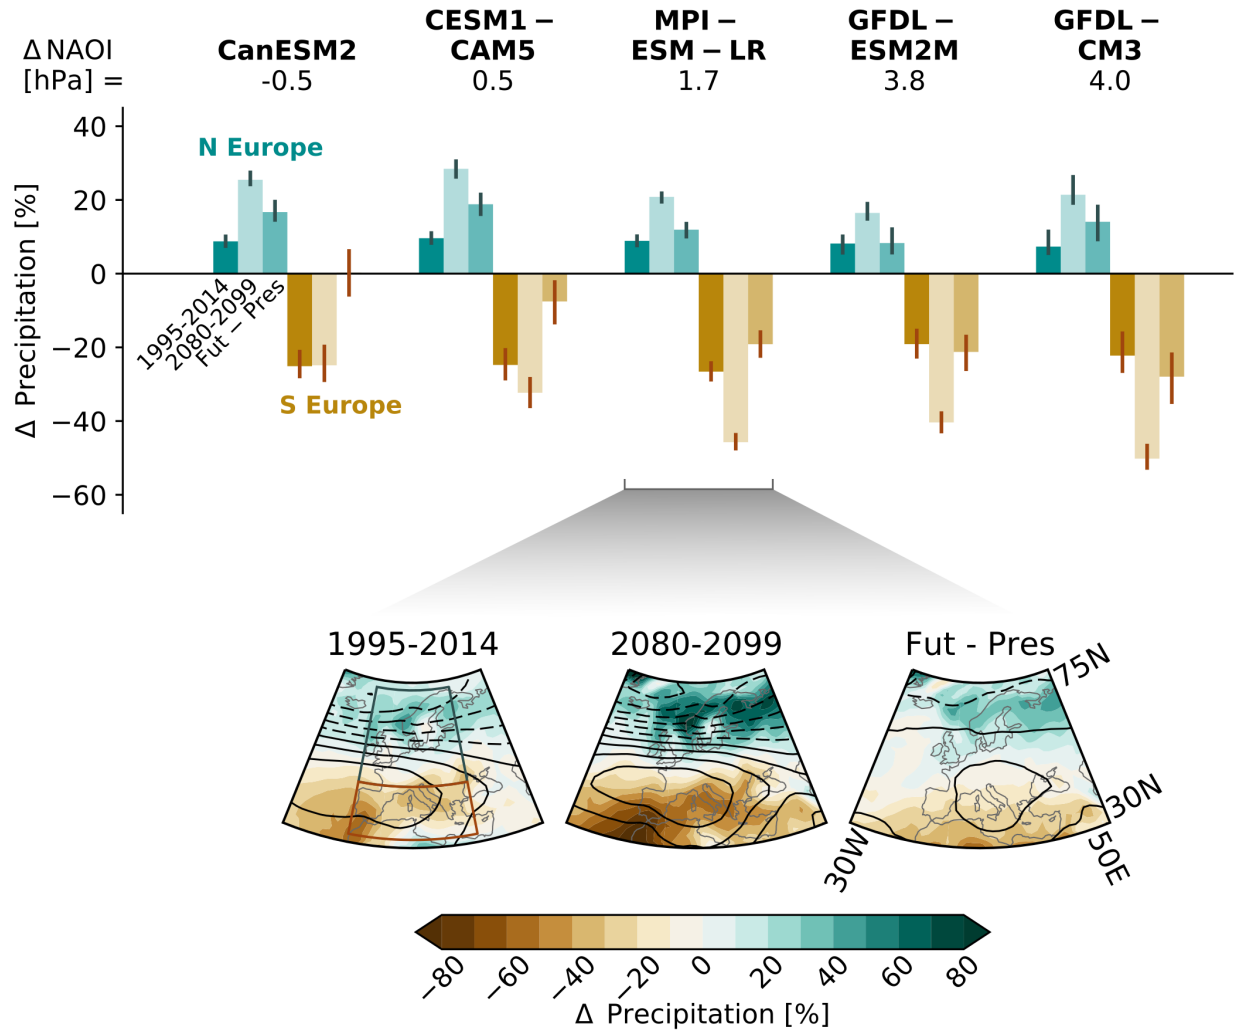 Δ NAOI
[hPa] =
CanESM2
-0.5
CESM1 –
CAM5
0.5
MPI –
ESM – LR
1.7
GFDL –
ESM2M
3.8
GFDL –
CM3
4.0
Δ Precipitation [%]
40
20
0
−20
−40
−60
N Europe
1995-2014
2080-2099
Fut – Pres
S Europe
1995-2014
2080-2099
Fut - Pres
75N
30N
30W
50E
−80
−60
−40
−20
0
20
40
60
80
Δ Precipitation [%]